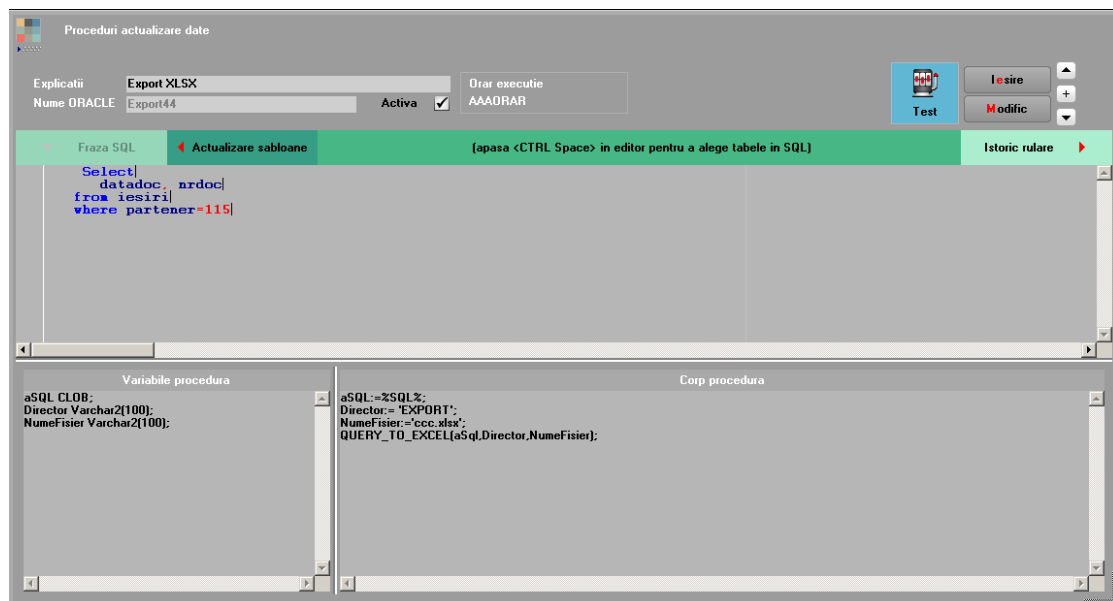 Proceduri actualizare date
Explicatii Export XLSX Orar executie
Nume ORACLE Export44 Activa AAAORAR
Test
Iesire
+
Modific
Fraza SQL Actualizare sabloane (apasa <CTRL Space> in editor pentru a alege tabele in SQL) Istoric rulare
Select
datadoc, nrdoc
from iesiri
where partener=115
Variabile procedura
aSQL CLOB;
Director Varchar2(100);
NumeFisier Varchar2(100);
Corp procedura
aSQL:=%SQL%;
Director:= 'EXPORT';
NumeFisier:='ccc.xlsx';
QUERY_TO_EXCEL(aSql,Director,NumeFisier);